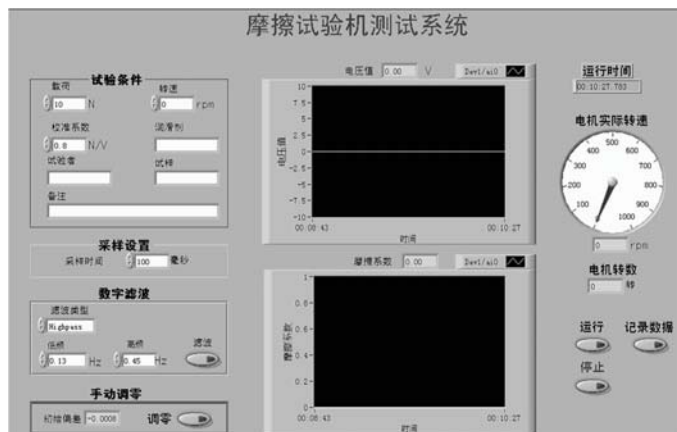 摩擦试验机测试系统
试验条件
载荷 转速
10 N 0 rpm
校准系数 润滑剂
0.8 N/V
试验者 试样
备注
采样设置
采样时间 100 毫秒
数字滤波
滤波类型
Highpass
低频 高频 滤波
0.13 Hz 0.45 Hz
手动调零
初始偏差 -0.0008 调零
电压值 0.00 V Dev1/ai0
电压值
10
7.5
5
2.5
0
-2.5
-5
-7.5
-10
00:08:43 00:10:27
时间
摩擦系数 0.00 Dev1/ai0
摩擦系数
1
0.8
0.6
0.4
0.2
0
00:08:43 00:10:27
时间
运行时间
00:10:27.783
电机实际转速
0 100 200 300 400 500 600 700 800 900 1000
0 rpm
电机转数
0 转
运行 记录数据
停止